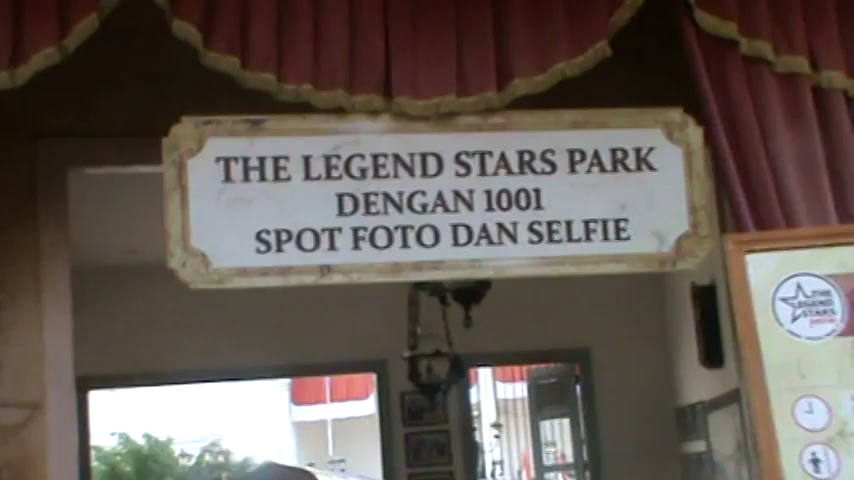 THE LEGEND STARS PARK
DENGAN 1001
SPOT FOTO DAN SELFIE
THE
LEGEND
STARS